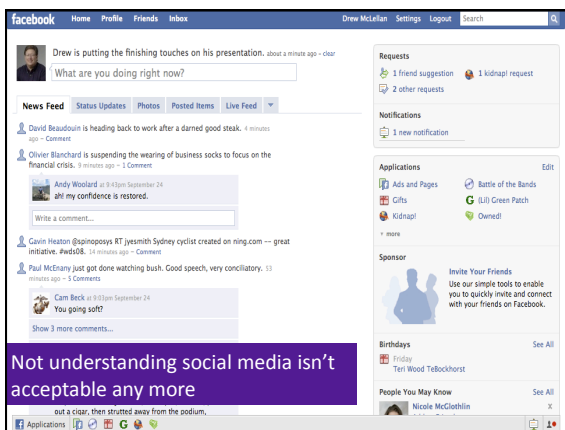 facebook Home Profile Friends Inbox Drew McLellan Settings Logout Search
Drew is putting the finishing touches on his presentation. about a minute ago - clear
What are you doing right now?
News Feed Status Updates Photos Posted Items Live Feed
David Beaudouin is heading back to work after a darned good steak. 4 minutes
ago - Comment
Olivier Blanchard is suspending the wearing of business socks to focus on the
financial crisis. 9 minutes ago - 1 Comment
Andy Woolard at 9:43pm September 24
ah! my confidence is restored.
Write a comment...
Gavin Heaton @spinoposys RT jyesmith Sydney cyclist created on ning.com -- great
initiative. #wds08. 14 minutes ago - Comment
Paul McEnany just got done watching bush. Good speech, very conciliatory. 53
minutes ago - 5 Comments
Cam Beck at 9:03pm September 24
You going soft?
Show 3 more comments...
Not understanding social media isn't
acceptable any more
out a cigar, then strutted away from the podium,
Requests
1 friend suggestion 1 kidnap! request
2 other requests
Notifications
1 new notification
Applications Edit
Ads and Pages Battle of the Bands
Gifts G (Lil) Green Patch
Kidnap! Owned!
more
Sponsor
Invite Your Friends
Use our simple tools to enable
you to quickly invite and connect
with your friends on Facebook.
Birthdays See All
Friday
Teri Wood TeBockhorst
People You May Know See All
Nicole McGlothlin X
Applications G